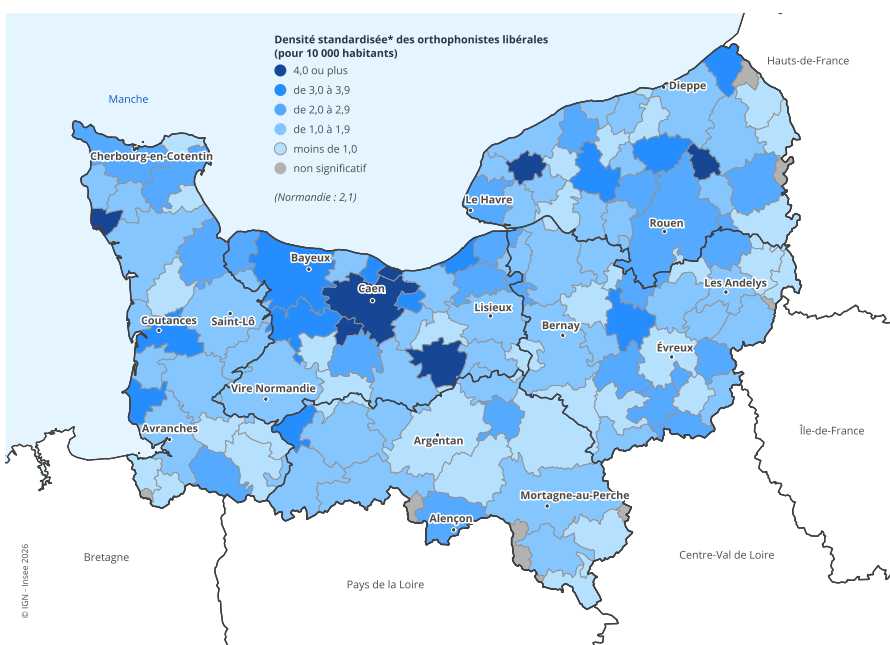 Densité standardisée* des orthophonistes libérales
(pour 10 000 habitants)
4,0 ou plus
de 3,0 à 3,9
de 2,0 à 2,9
de 1,0 à 1,9
moins de 1,0
non significatif
(Normandie : 2,1)
Hauts-de-France
Dieppe
Manche
Cherbourg-en-Cotentin
Le Havre
Rouen
Bayeux
Caen
Les Andelys
Lisieux
Coutances
Saint-Lô
Bernay
Évreux
Vire Normandie
Avranches
Argentan
Île-de-France
Mortagne-au-Perche
Alençon
Bretagne
Centre-Val de Loire
Pays de la Loire
© IGN - Insee 2026